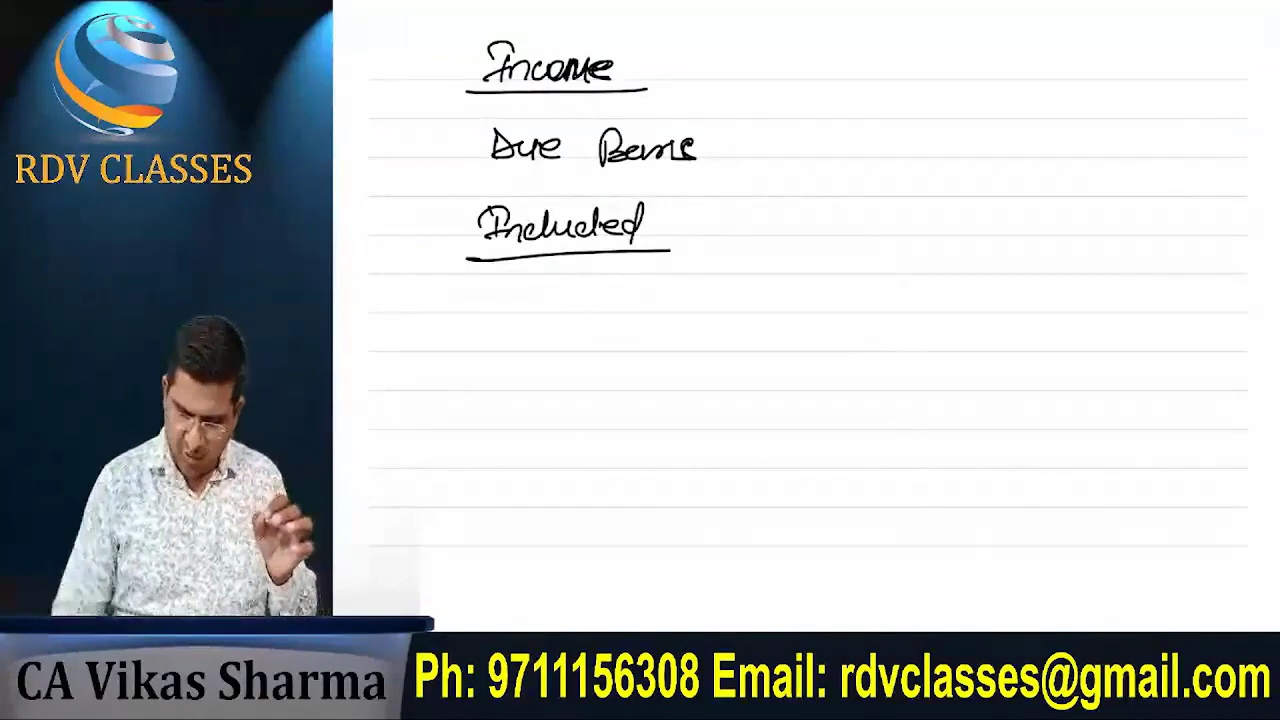 RDV CLASSES
Income
Due Basis
Included
CA Vikas Sharma
Ph: 9711156308 Email: rdvclasses@gmail.com